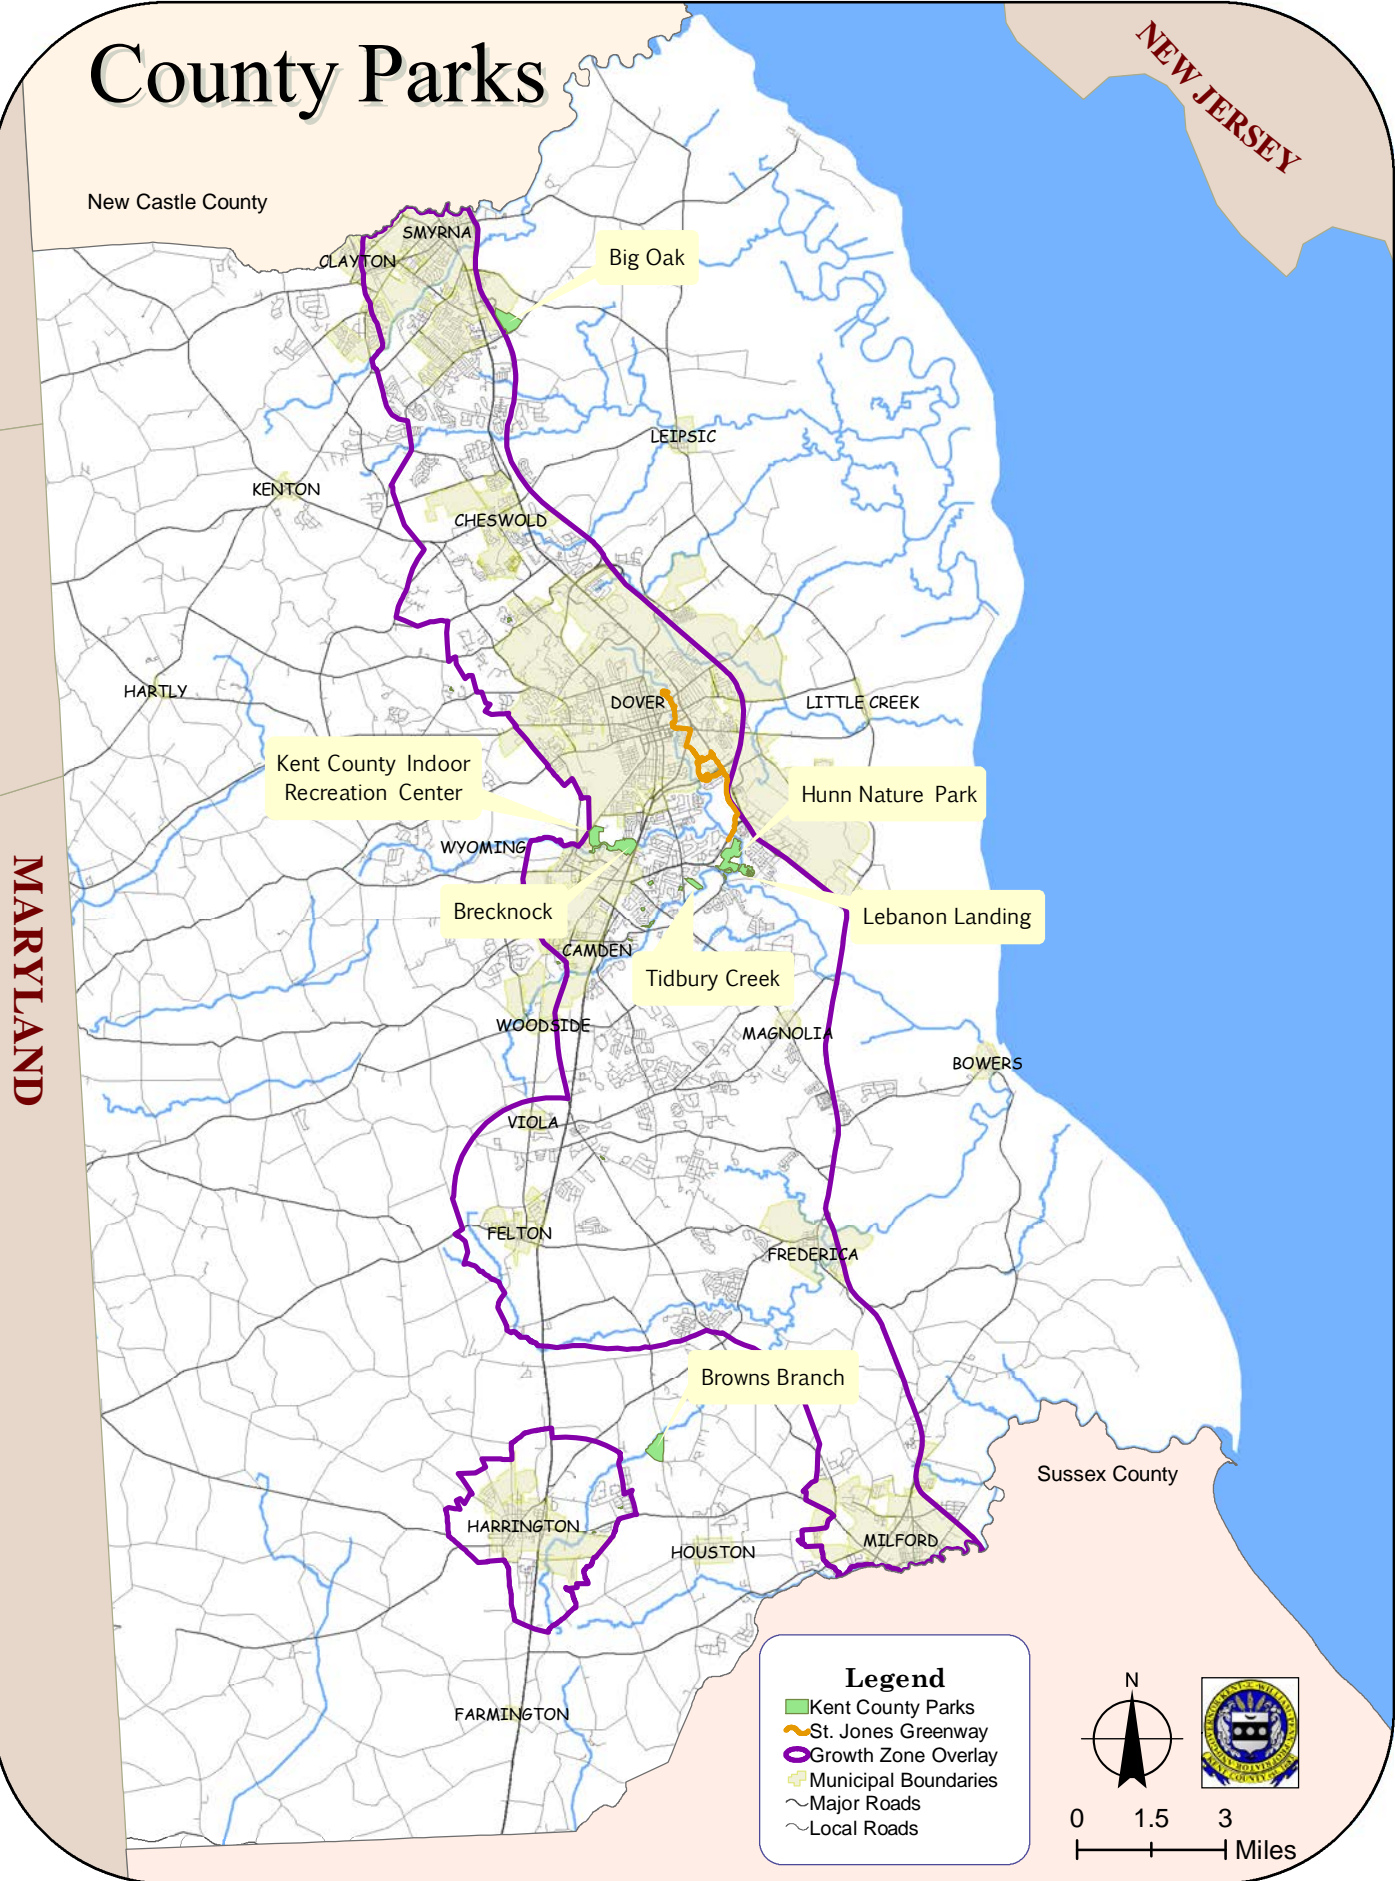 County Parks
NEW JERSEY
New Castle County
SMYRNA
CLAYTON
Big Oak
LEIPSIC
KENTON
CHESWOLD
HARTLY
DOVER
LITTLE CREEK
Kent County Indoor
Recreation Center
Hunn Nature Park
WYOMING
MARYLAND
Brecknock
Lebanon Landing
CAMDEN
Tidbury Creek
WOODSIDE
MAGNOLIA
BOWERS
VIOLA
FELTON
FREDERICA
Browns Branch
Sussex County
HARRINGTON
MILFORD
HOUSTON
FARMINGTON
Legend
Kent County Parks
St. Jones Greenway
Growth Zone Overlay
Municipal Boundaries
Major Roads
Local Roads
N
0 1.5 3
Miles